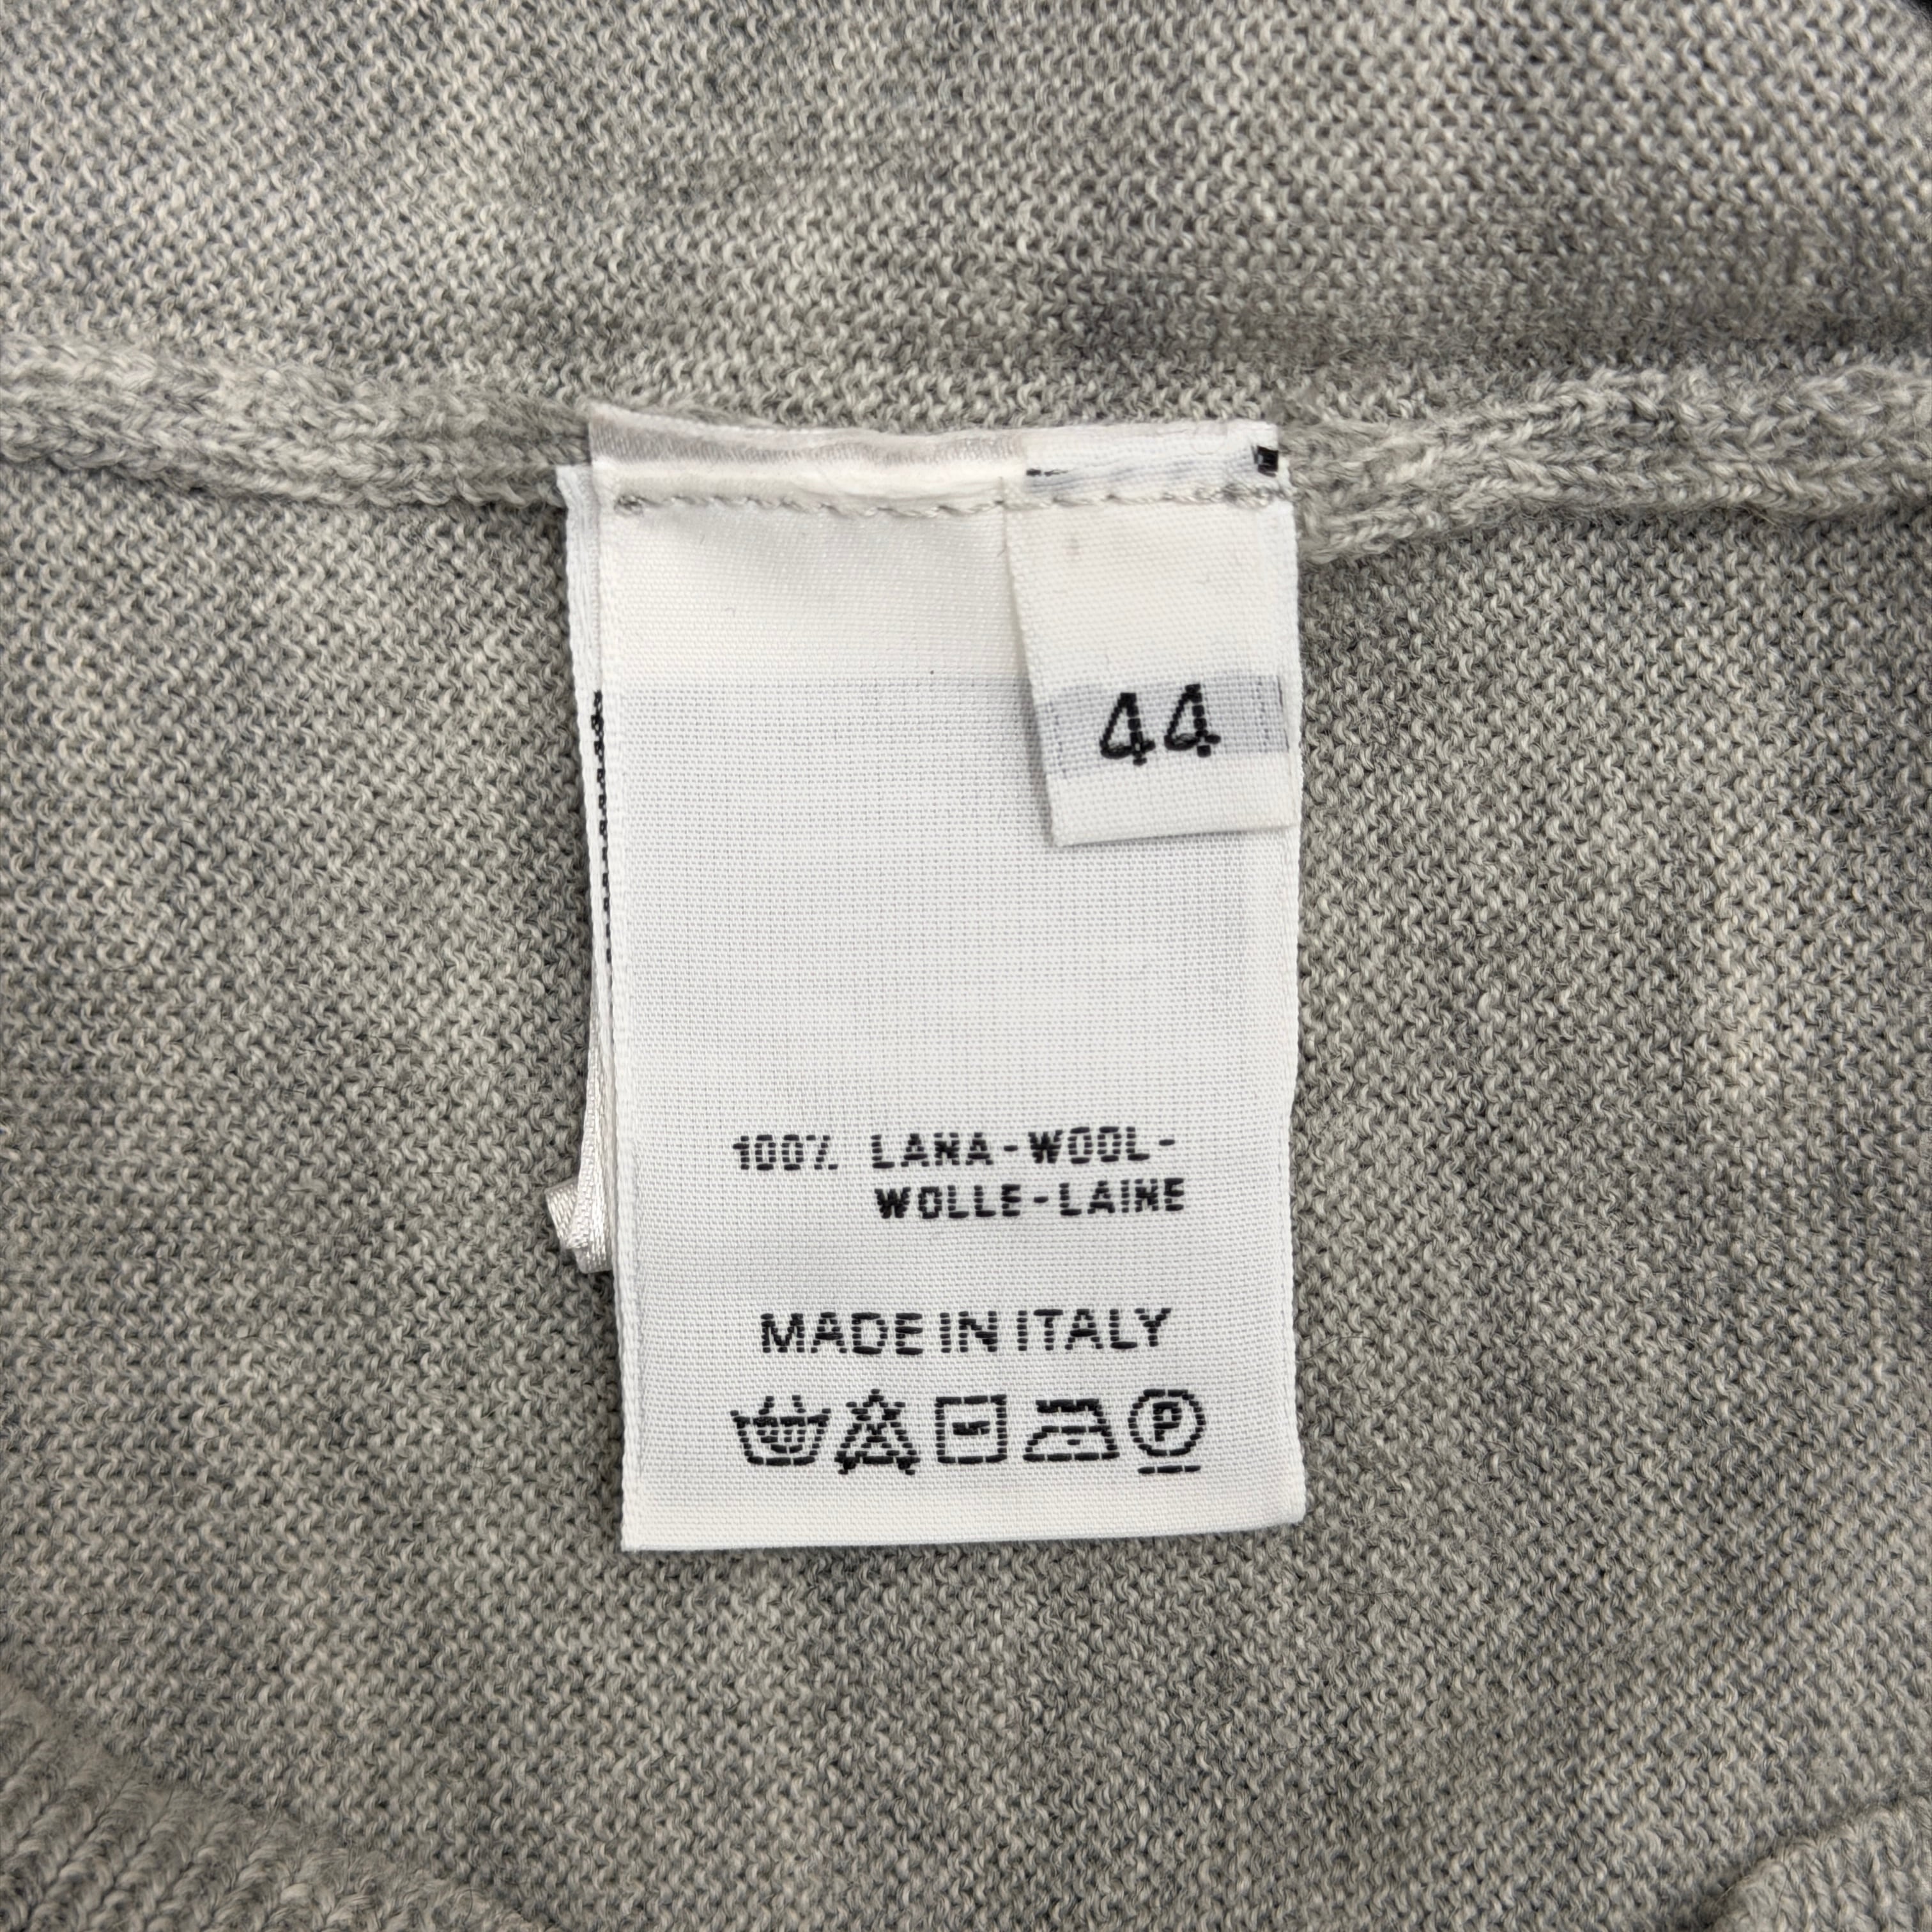 44
100% LANA-WOOL-
WOLLE-LAINE
MADE IN ITALY
P